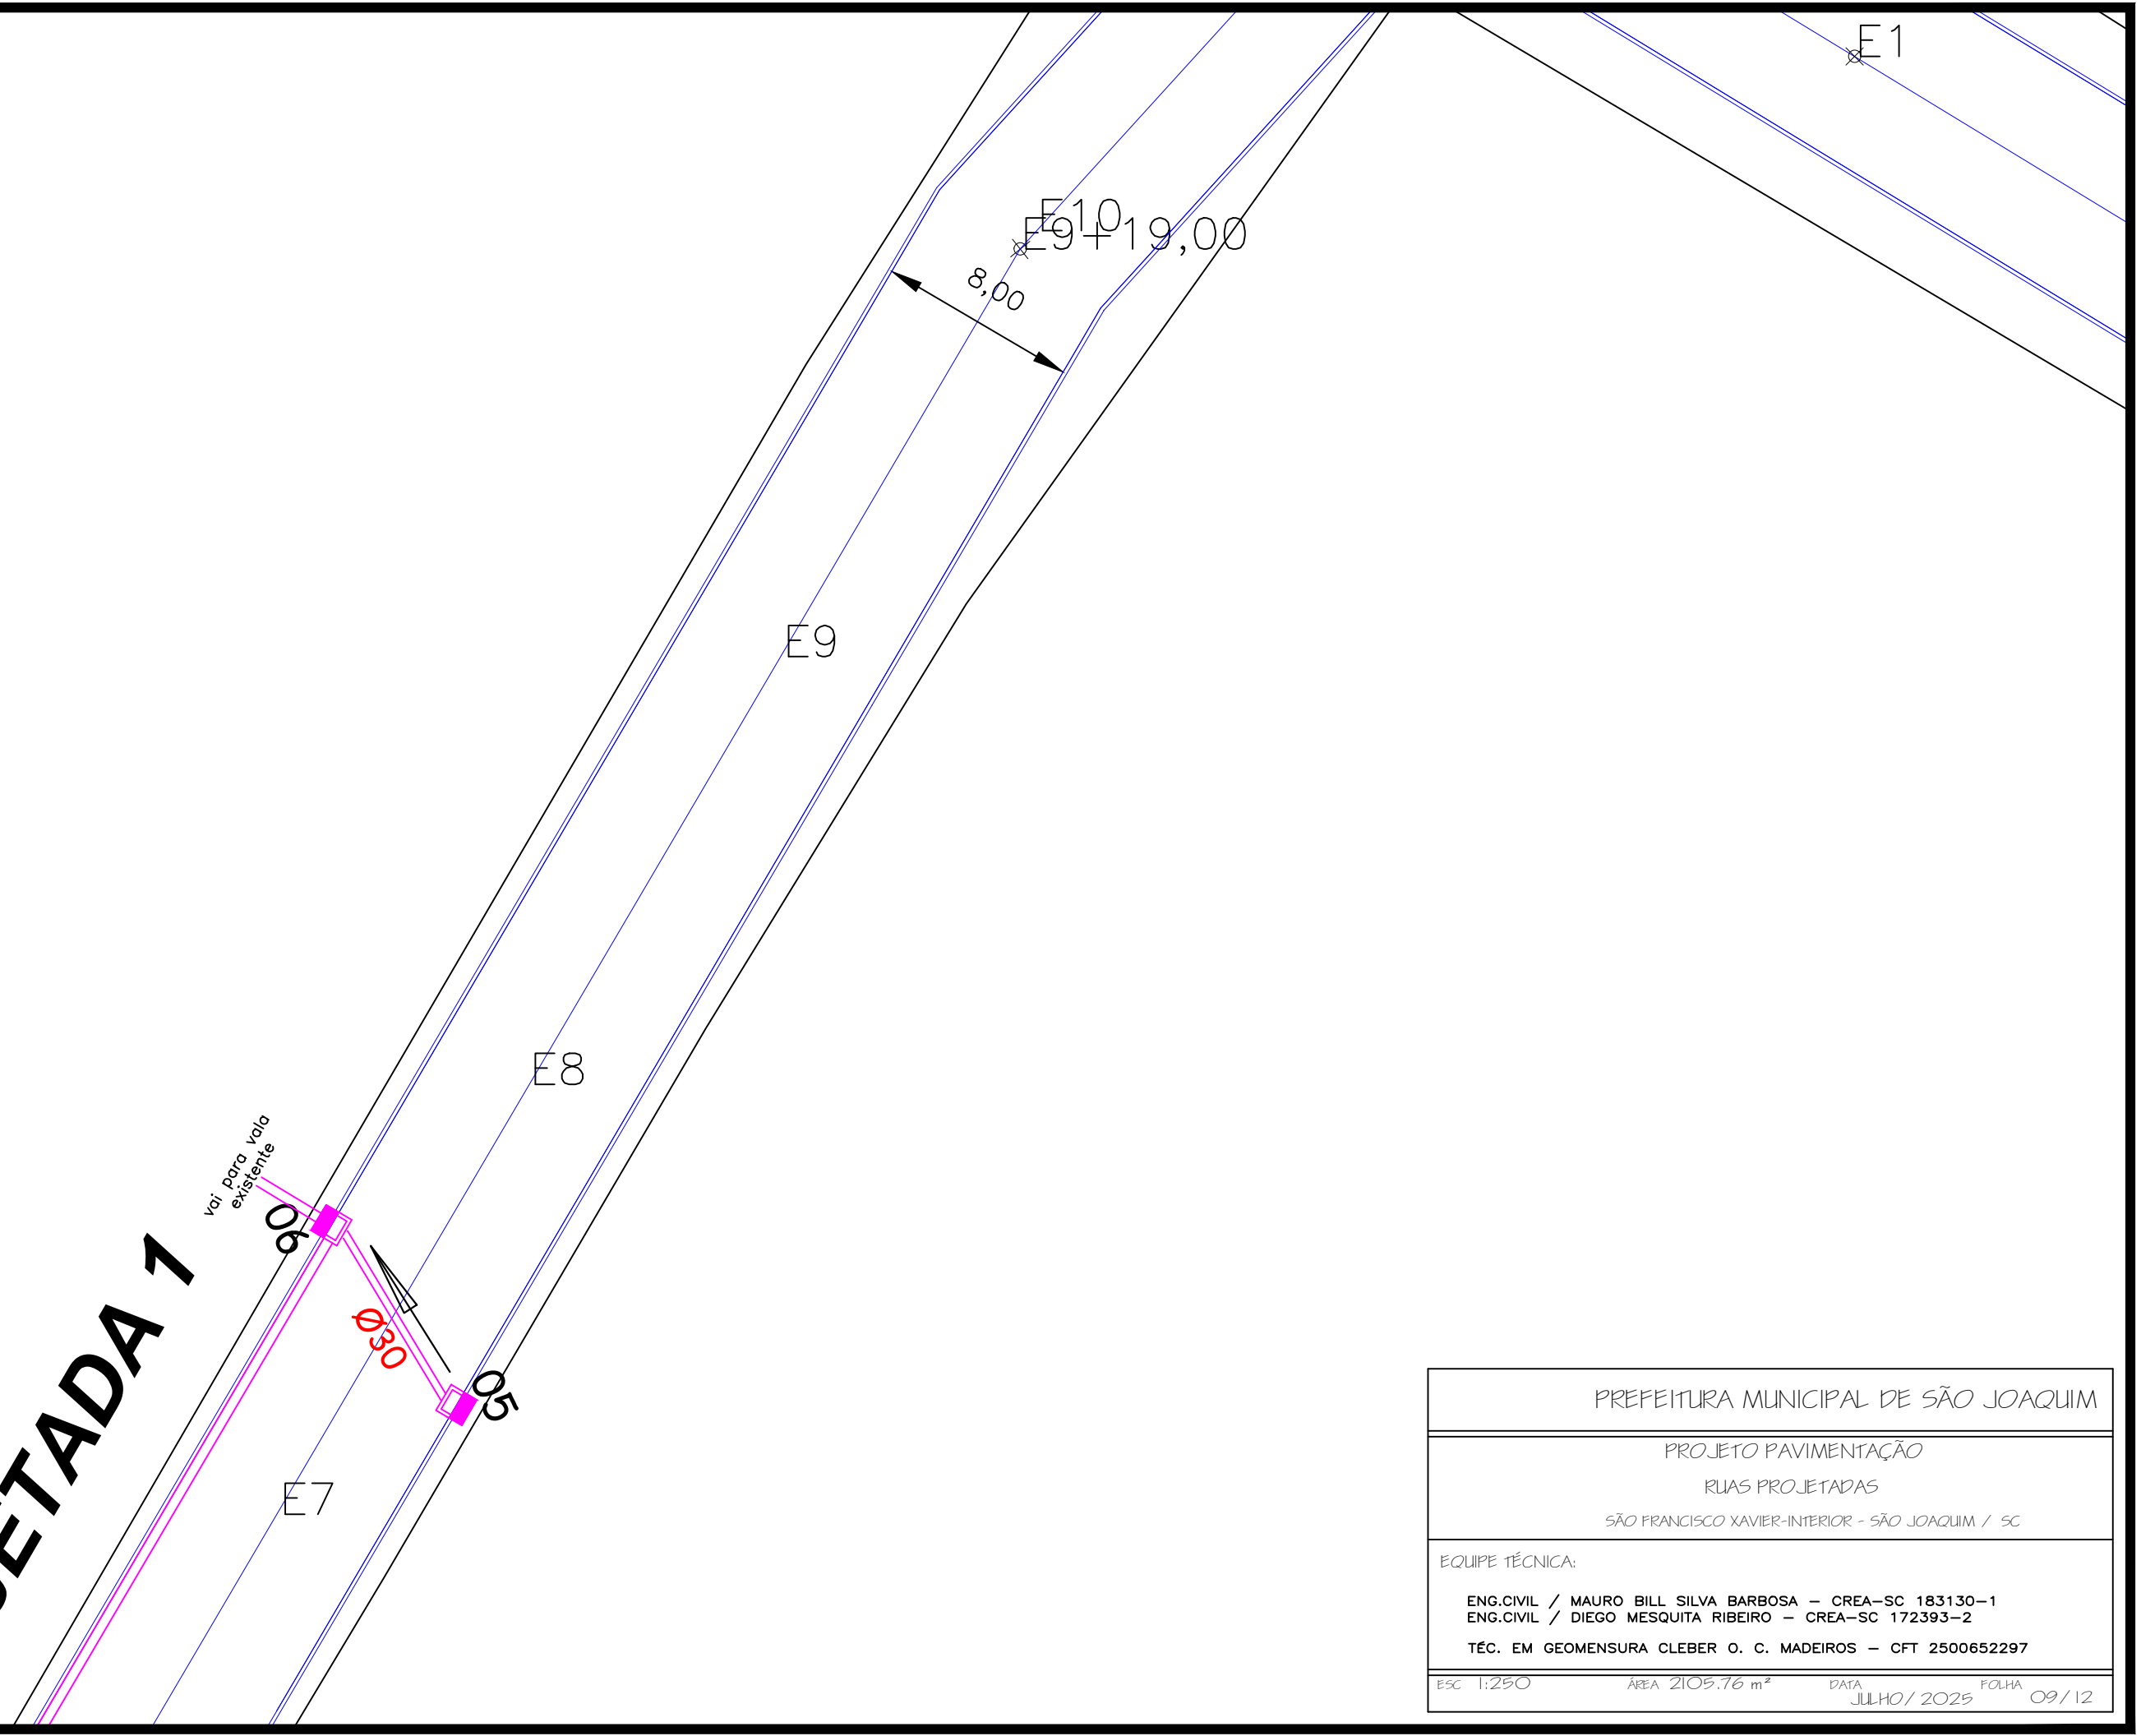 E1
E10
E9+19,00
8,00
E9
E8
vai para vala
existente
06
ETADA 1
Ø30
05
E7
PREFEITURA MUNICIPAL DE SÃO JOAQUIM
PROJETO PAVIMENTAÇÃO
RUAS PROJETADAS
SÃO FRANCISCO XAVIER-INTERIOR - SÃO JOAQUIM / SC
EQUIPE TÉCNICA:
ENG.CIVIL / MAURO BILL SILVA BARBOSA – CREA–SC 183130–1
ENG.CIVIL / DIEGO MESQUITA RIBEIRO – CREA–SC 172393–2
TÉC. EM GEOMENSURA CLEBER O. C. MADEIROS – CFT 2500652297
ESC 1:250 ÁREA 2105.76 m² DATA JULHO/ 2025 FOLHA 09/12